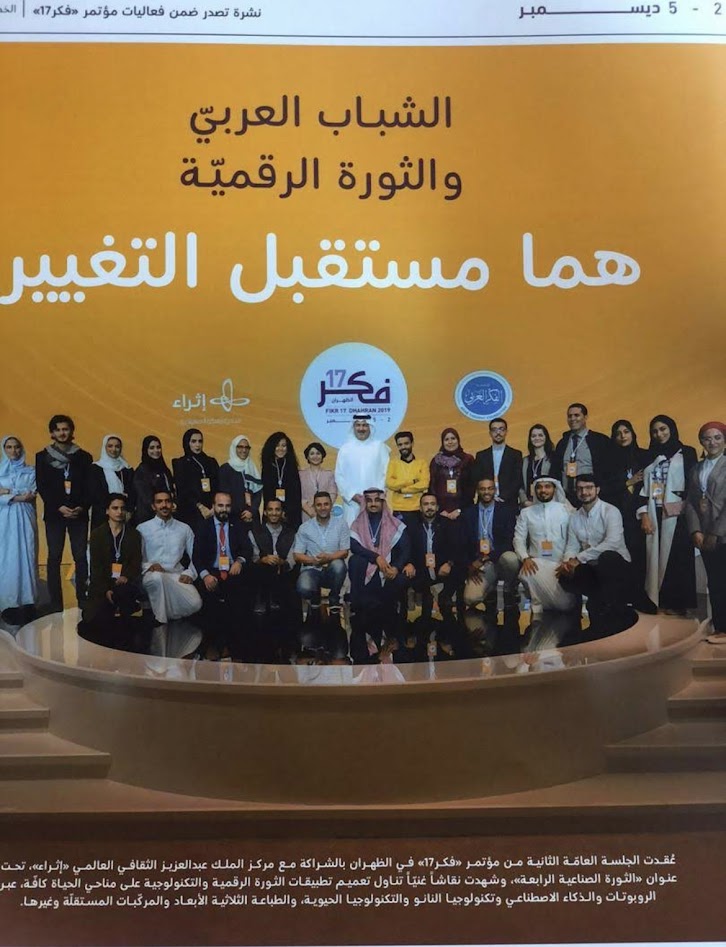 2 - 5 ديســـــمبر
نشرة تصدر ضمن فعاليات مؤتمر «فكر17» |
الشباب العربيّ
والثورة الرقميّة
هما مستقبل التغيير
17
فكر
الظهران
FIKR 17 DHAHRAN 2019
إثراء
الفكر العربي
عُقدت الجلسة العامّة الثانية من مؤتمر «فكر17» في الظهران بالشراكة مع مركز الملك عبدالعزيز الثقافي العالمي «إثراء»، تحت
عنوان «الثورة الصناعية الرابعة»، وشهدت نقاشاً غنيّاً تناول تعميم تطبيقات الثورة الرقمية والتكنولوجية على مناحي الحياة كافّة، عبر
الروبوتات والذكاء الاصطناعي وتكنولوجيا النانو والتكنولوجيا الحيوية، والطباعة الثلاثية الأبعاد والمركّبات المستقلّة وغيرها.